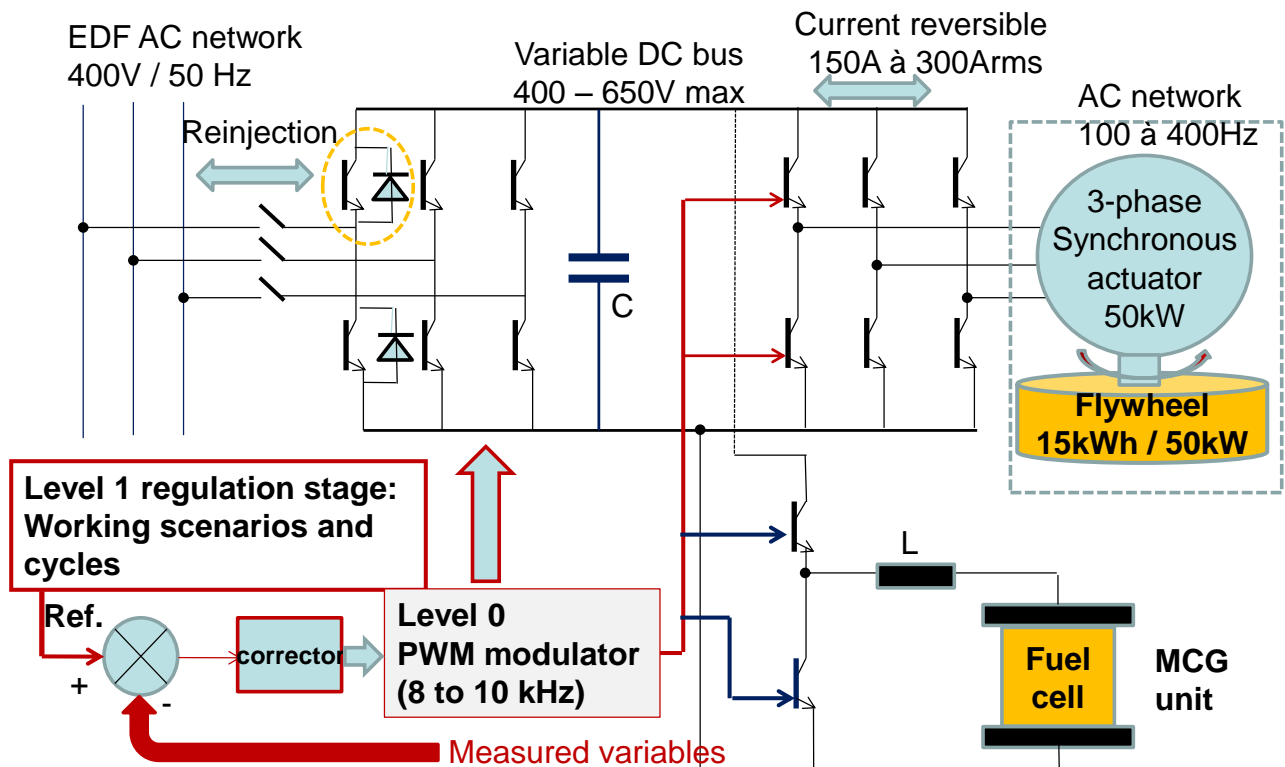 EDF AC network
400V / 50 Hz
Variable DC bus
400 – 650V max
Current reversible
150A à 300Arms
AC network
100 à 400Hz
Reinjection
3-phase
Synchronous
actuator
50kW
C
Flywheel
15kWh / 50kW
Level 1 regulation stage:
Working scenarios and
cycles
L
Ref.
+
-
corrector
Level 0
PWM modulator
(8 to 10 kHz)
Fuel
cell
MCG
unit
Measured variables